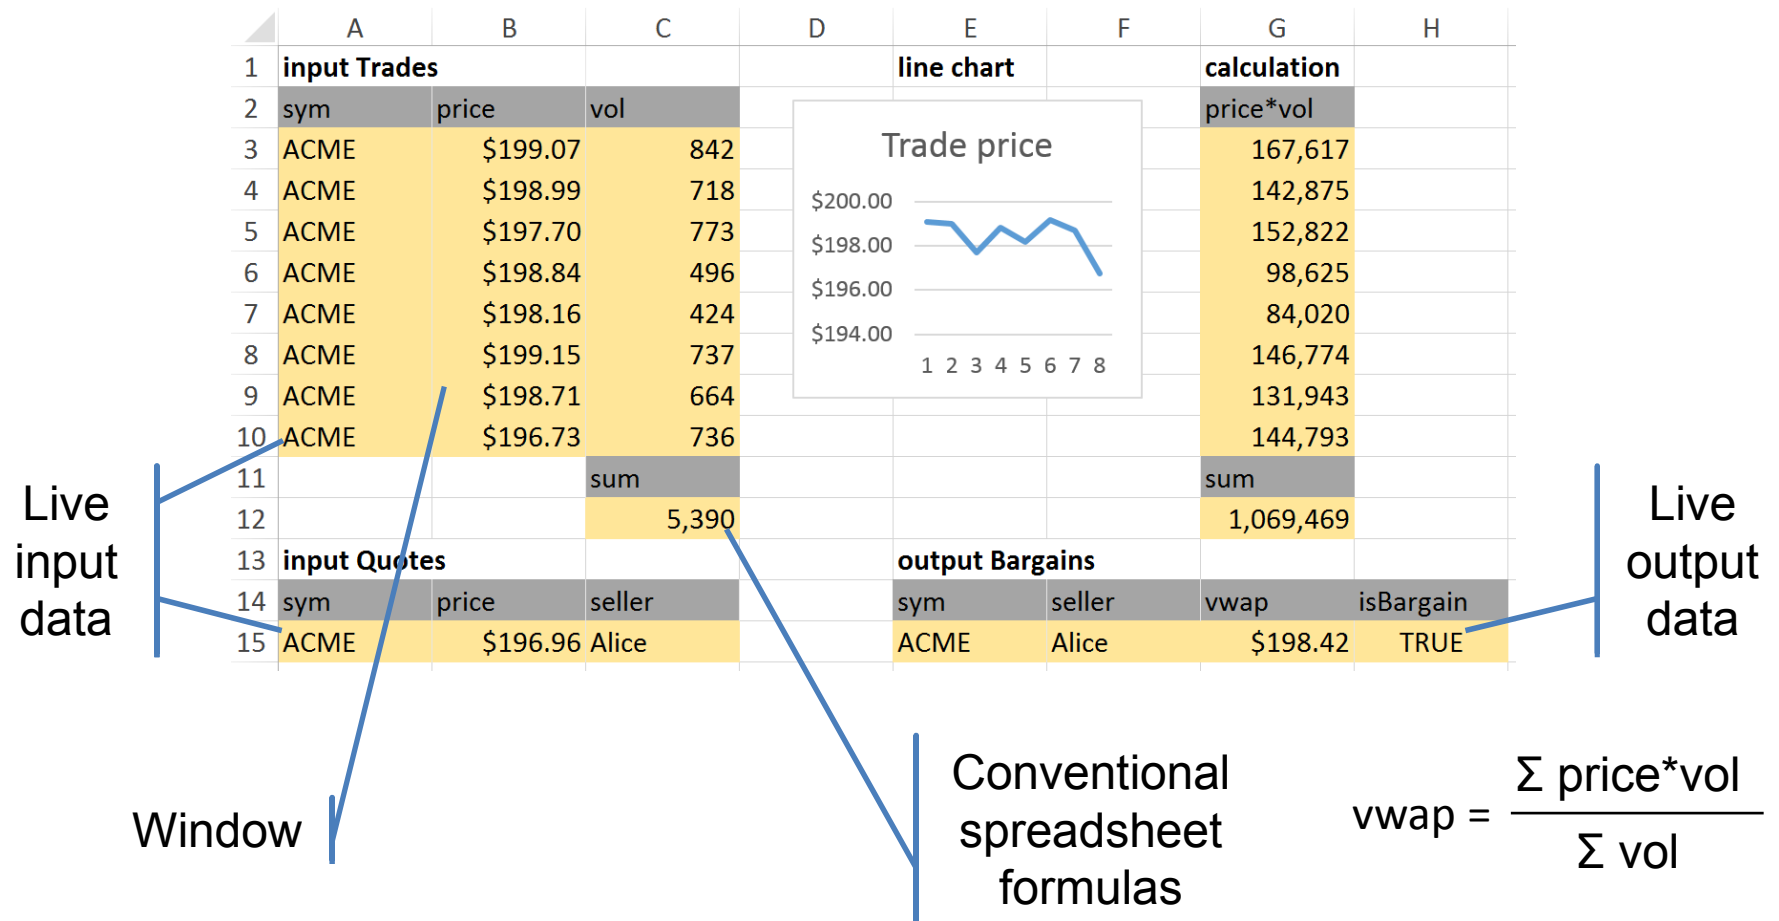 A B C D E F G H
1 input Trades line chart calculation
2 sym price vol price*vol
3 ACME $199.07 842 167,617
4 ACME $198.99 718 142,875
5 ACME $197.70 773 152,822
6 ACME $198.84 496 98,625
7 ACME $198.16 424 84,020
8 ACME $199.15 737 146,774
9 ACME $198.71 664 131,943
10 ACME $196.73 736 144,793
11 sum sum
12 5,390 1,069,469
13 input Quotes output Bargains
14 sym price seller sym seller vwap isBargain
15 ACME $196.96 Alice ACME Alice $198.42 TRUE
Trade price
$200.00
$198.00
$196.00
$194.00
1 2 3 4 5 6 7 8
Live
input
data
Live
output
data
Window
Conventional
spreadsheet
formulas
vwap = Σ price*vol
Σ vol